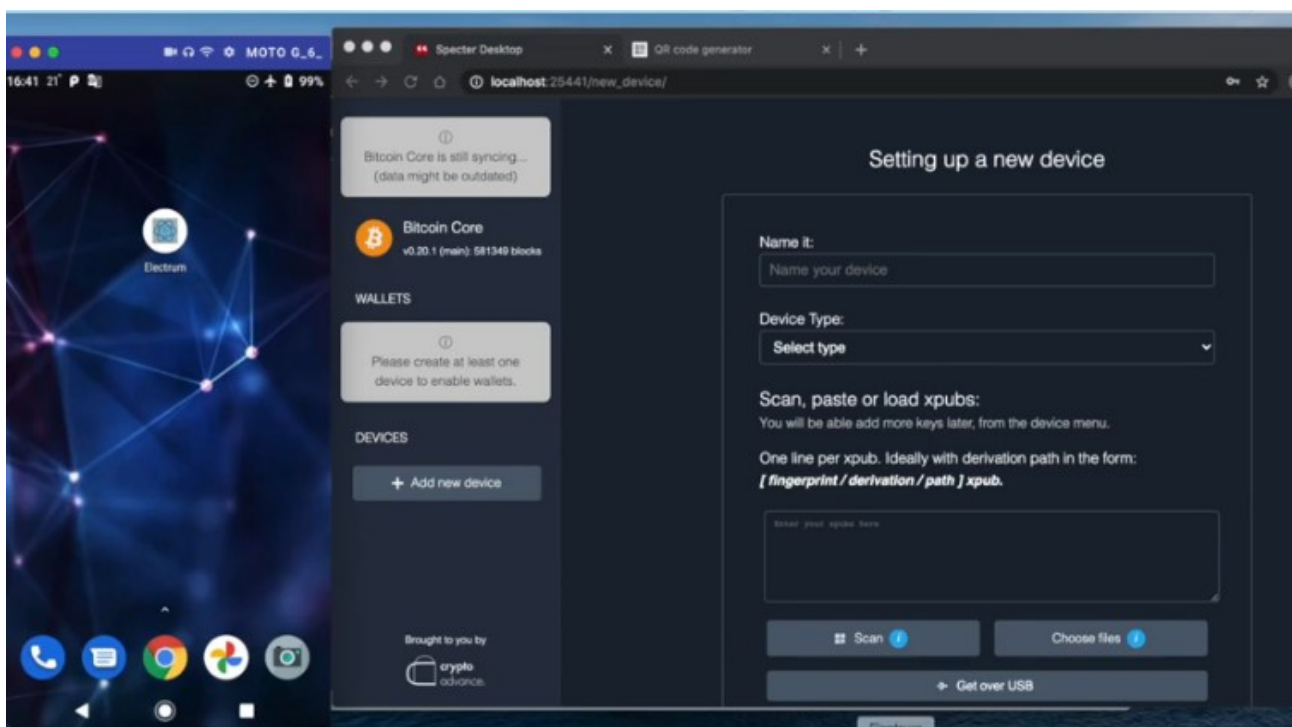 MOTO G_6_
16:41 21°
99%
Electrum
Specter Desktop
QR code generator
localhost:25441/new_device/
Bitcoin Core is still syncing...
(data might be outdated)
Bitcoin Core
v0.20.1 (main): 581349 blocks
WALLETS
Please create at least one
device to enable wallets.
DEVICES
+ Add new device
Brought to you by
crypto
advance.
Setting up a new device
Name it:
Name your device
Device Type:
Select type
Scan, paste or load xpubs:
You will be able add more keys later, from the device menu.
One line per xpub. Ideally with derivation path in the form:
[ fingerprint / derivation / path ] xpub.
Enter your xpubs here
Scan i
Choose files i
Get over USB